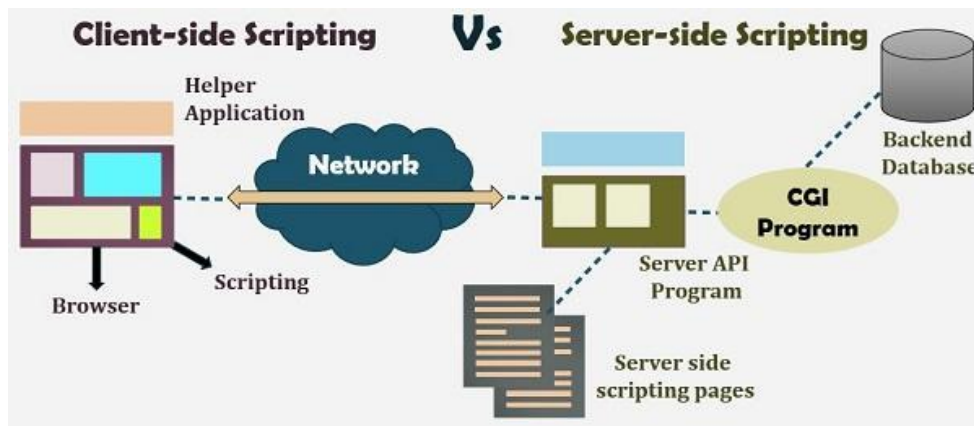 Client-side Scripting Vs Server-side Scripting
Helper
Application
Network
Backend
Database
CGI
Program
Server API
Program
Scripting
Browser
Server side
scripting pages